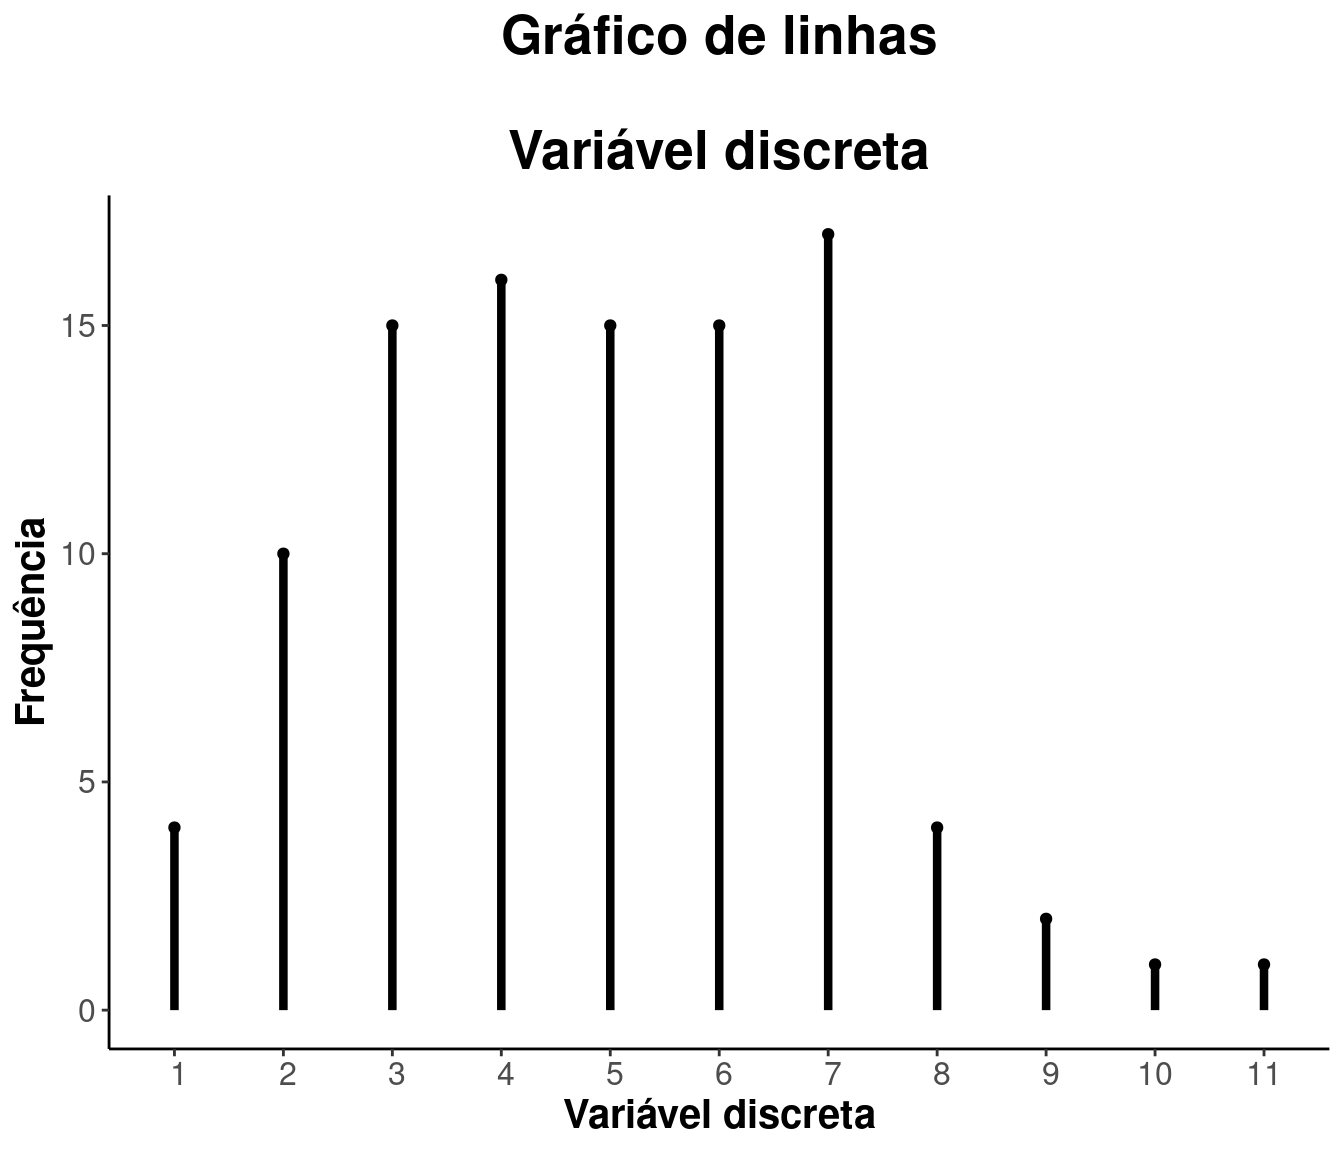 Gráfico de linhas
Variável discreta
Frequência
15
10
5
0
1 2 3 4 5 6 7 8 9 10 11
Variável discreta